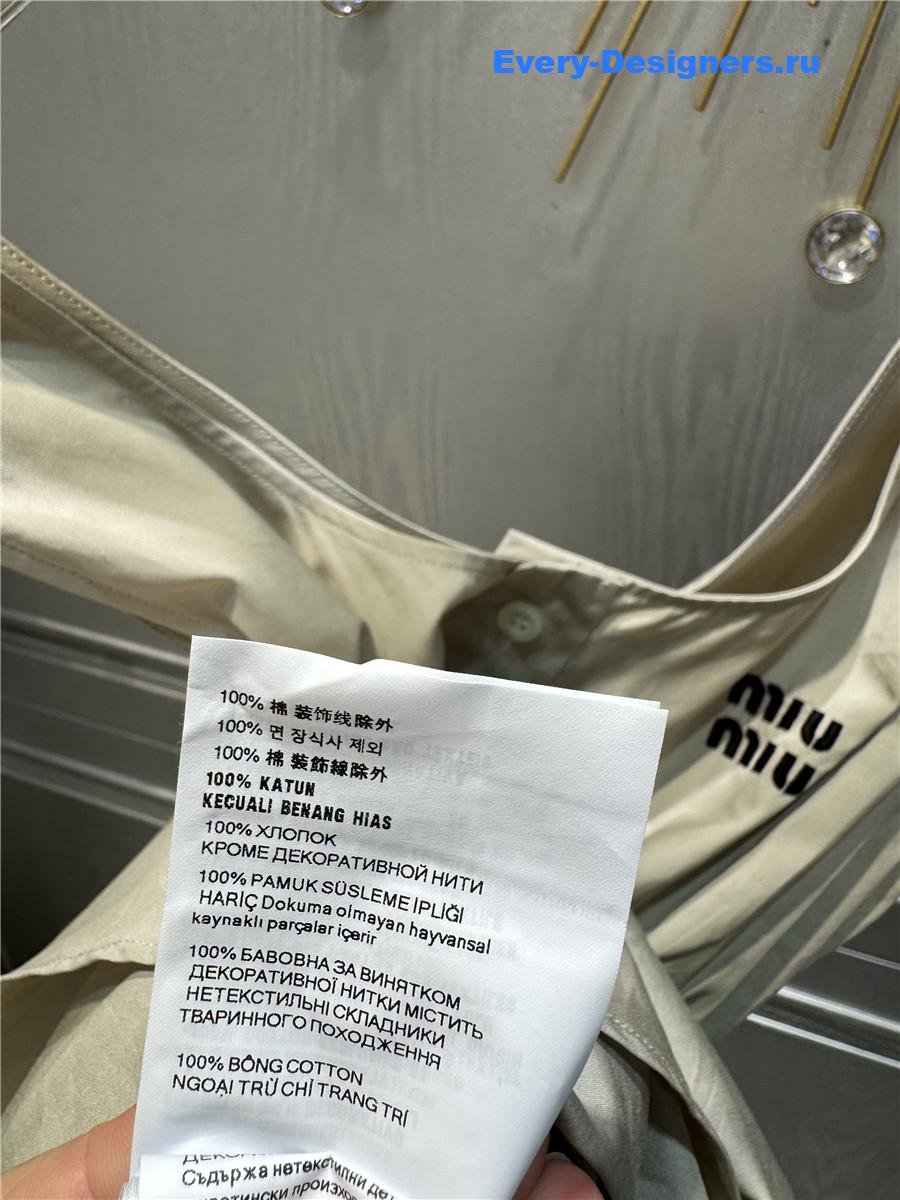 Every-Designers.ru
miu
miu
100% 棉 装饰线除外
100% 면 장식사 제외
100% 棉 裝飾線除外
100% KATUN
KECUALI BENANG HIAS
100% ХЛОПОК
КРОМЕ ДЕКОРАТИВНОЙ НИТИ
100% PAMUK SÜSLEME IPLIĞI
HARIÇ Dokuma olmayan hayvansal
kaynaklı parçalar içerir
100% БАВОВНА ЗА ВИНЯТКОМ
ДЕКОРАТИВНОЇ НИТКИ МІСТИТЬ
НЕТЕКСТИЛЬНІ СКЛАДНИКИ
ТВАРИННОГО ПОХОДЖЕННЯ
100% BÔNG COTTON
NGOẠI TRỪ CHỈ TRANG TRÍ
Съдържа нетекстилни